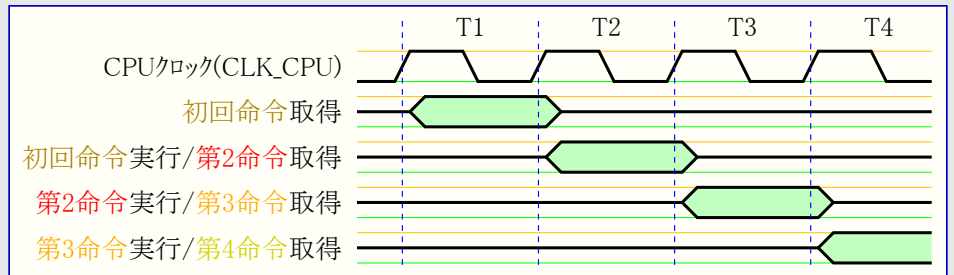 T1 T2 T3 T4
CPUｸﾛｯｸ(CLK_CPU)
初回命令取得
初回命令実行/第2命令取得
第2命令実行/第3命令取得
第3命令実行/第4命令取得